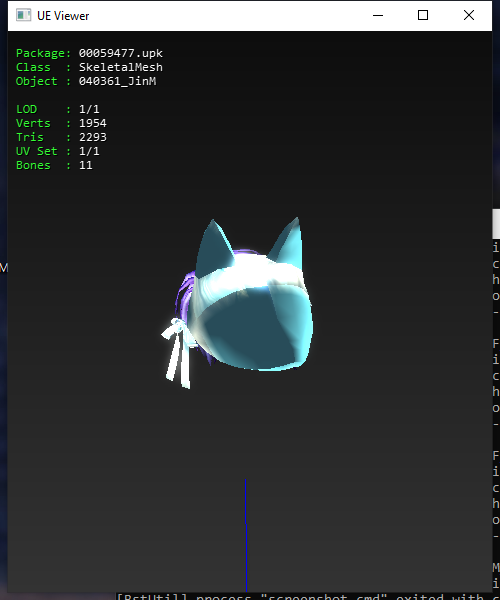 UE Viewer
Package: 00059477.upk
Class  : SkeletalMesh
Object : 040361_JinM
LOD    : 1/1
Verts  : 1954
Tris   : 2293
UV Set : 1/1
Bones  : 11
M
i
c
h
o
-
F
i
c
h
o
-
F
i
c
h
o
-
M
i
[BstUtil] process "screenshot.cmd" exited with c